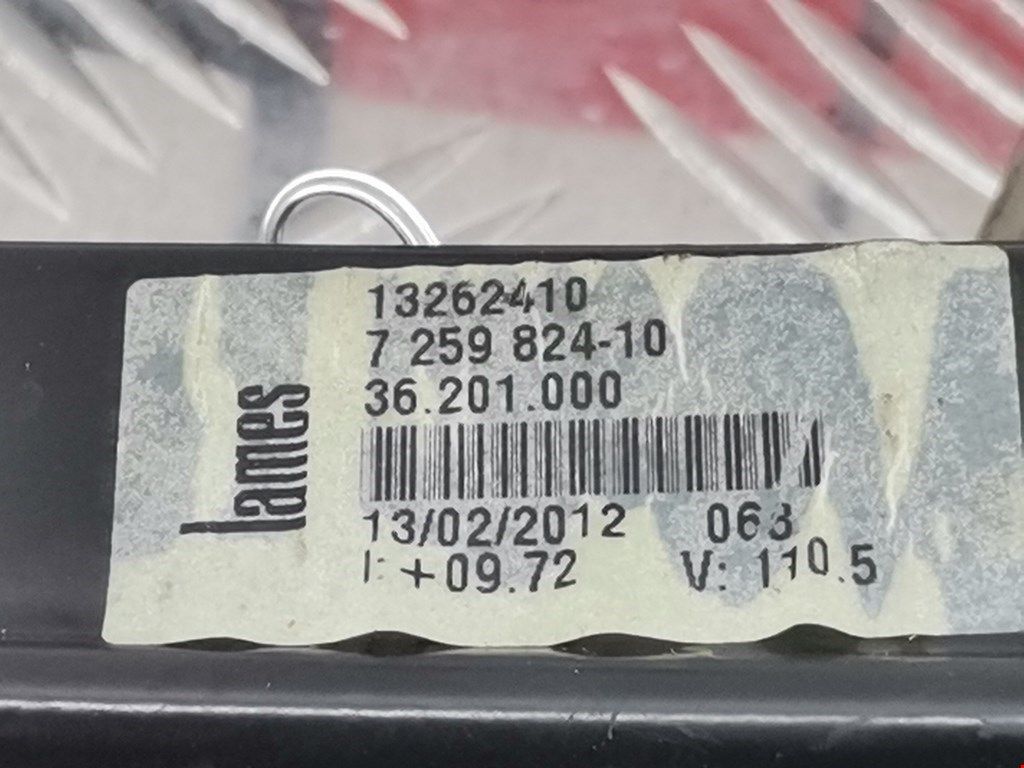 lames
13262410
7 259 824-10
36.201.000
13/02/2012 063
I: +09.72 V: 110.5